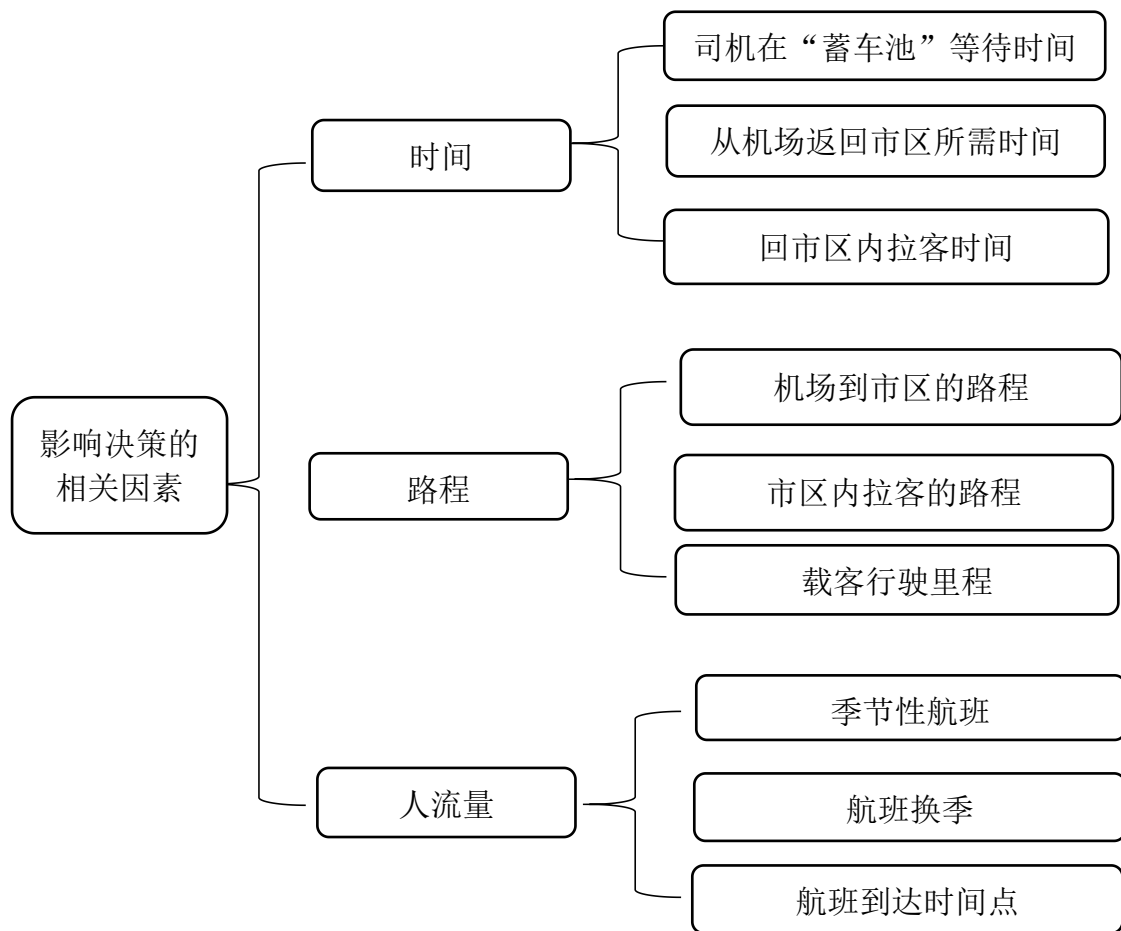 影响决策的
相关因素
时间
司机在“蓄车池”等待时间
从机场返回市区所需时间
回市区内拉客时间
路程
机场到市区的路程
市区内拉客的路程
载客行驶里程
人流量
季节性航班
航班换季
航班到达时间点